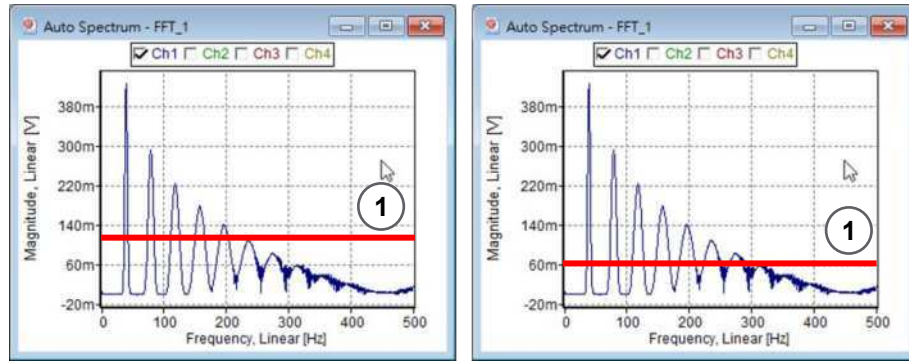 Auto Spectrum - FFT_1
Ch1 Ch2 Ch3 Ch4
Magnitude, Linear [V]
380m
300m
220m
140m
60m
-20m
0 100 200 300 400 500
Frequency, Linear [Hz]
1
Auto Spectrum - FFT_1
Ch1 Ch2 Ch3 Ch4
Magnitude, Linear [V]
380m
300m
220m
140m
60m
-20m
0 100 200 300 400 500
Frequency, Linear [Hz]
1